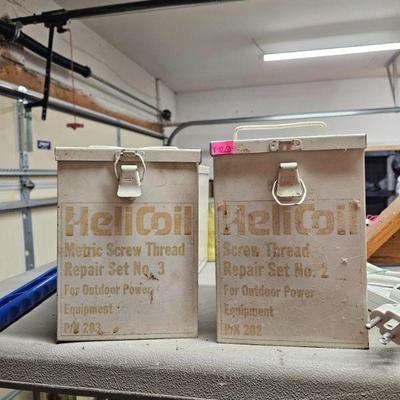 HeliCoil
Metric Screw Thread
Repair Set No. 3
For Outdoor Power
Equipment
P/N 203
HeliCoil
Screw Thread
Repair Set No. 2
For Outdoor Power
Equipment
P/N 202